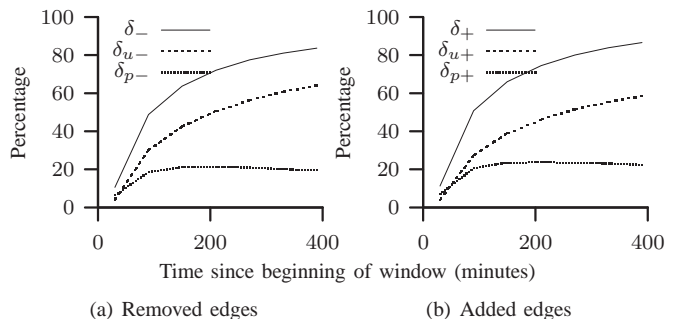 100
80
60
40
20
0
Percentage
δ−
δu−
δp−
0
200
400
100
80
60
40
20
0
Percentage
δ+
δu+
δp+
0
200
400
Time since beginning of window (minutes)
(a) Removed edges
(b) Added edges